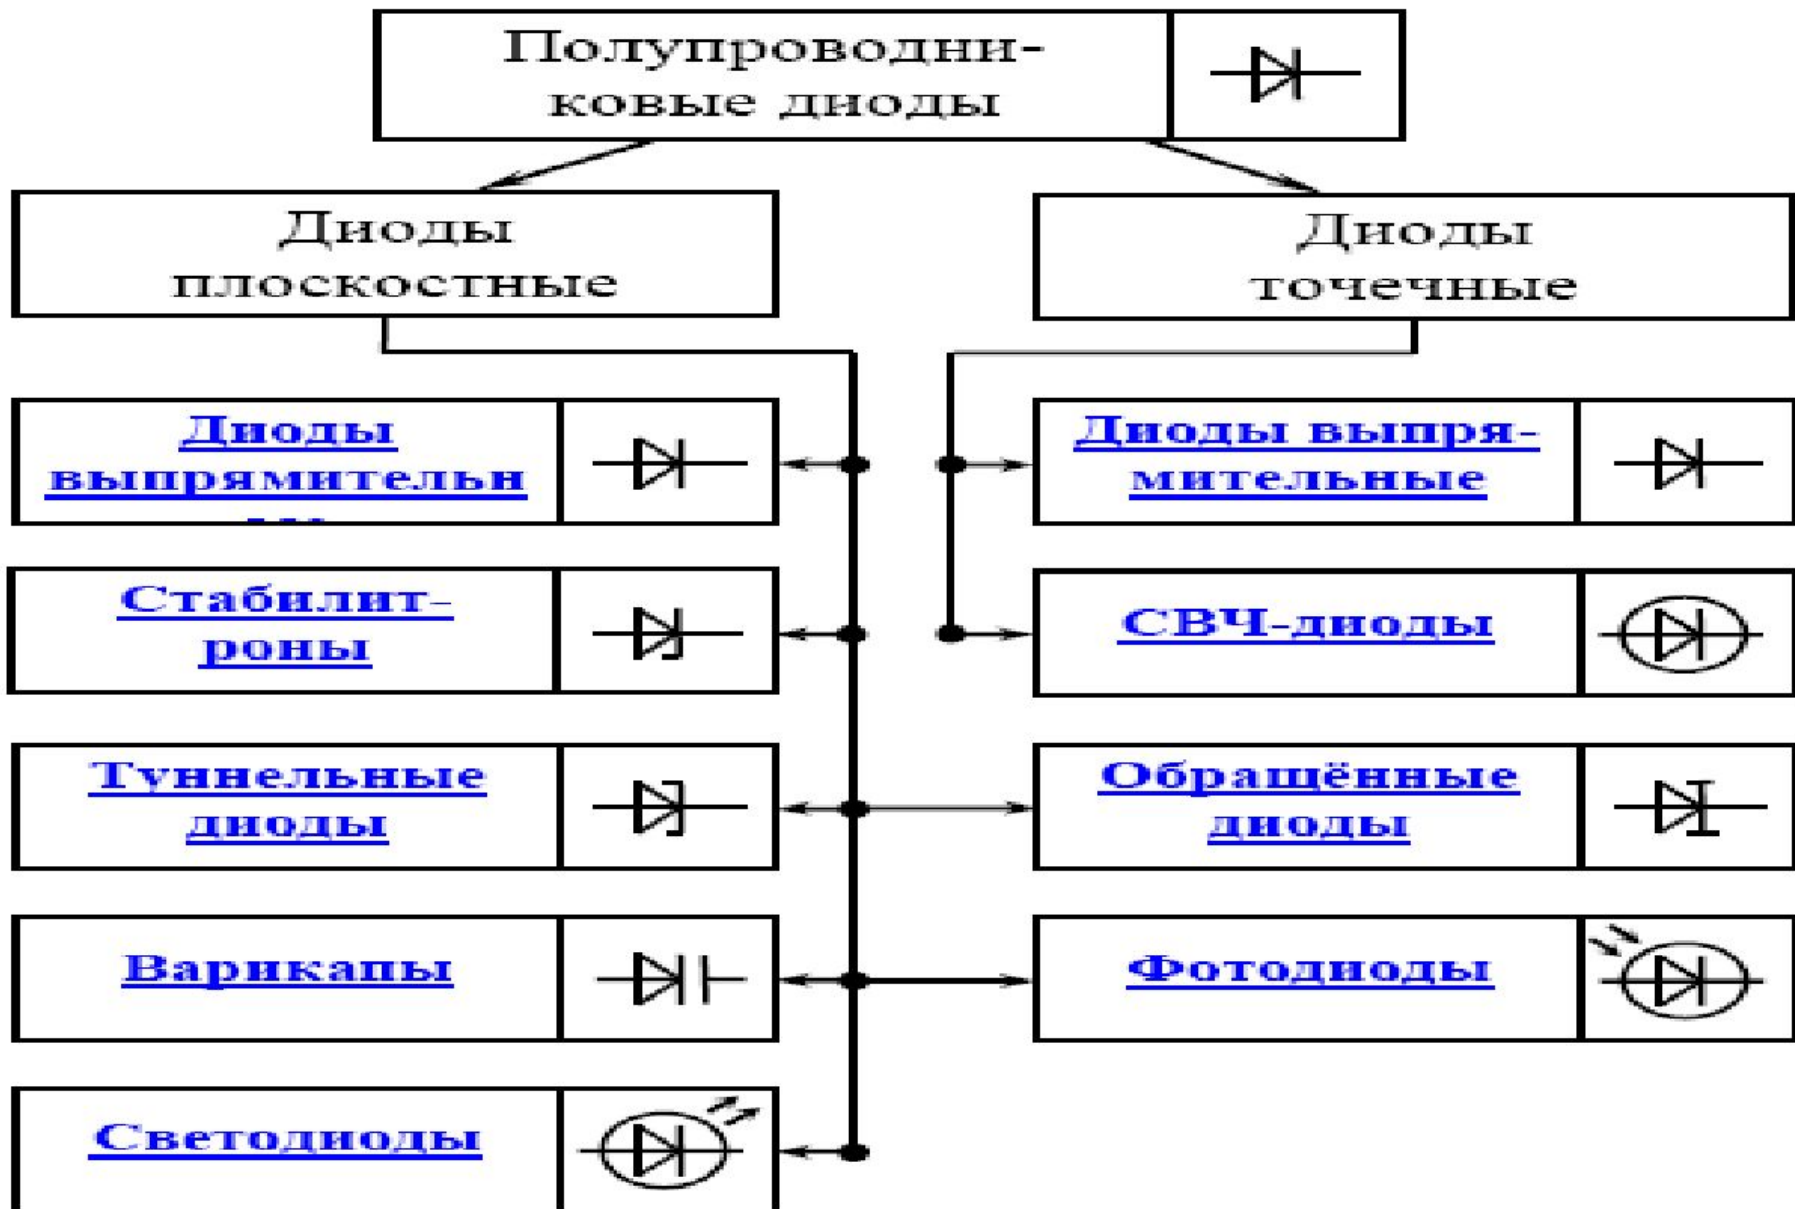 Полупроводни-
ковые диоды
Диоды
плоскостные
Диоды
точечные
Диоды
выпрямительн
Диоды выпря-
мительные
Стабилит-
роны
СВЧ-диоды
Туннельные
диоды
Обращённые
диоды
Варикапы
Фотодиоды
Светодиоды